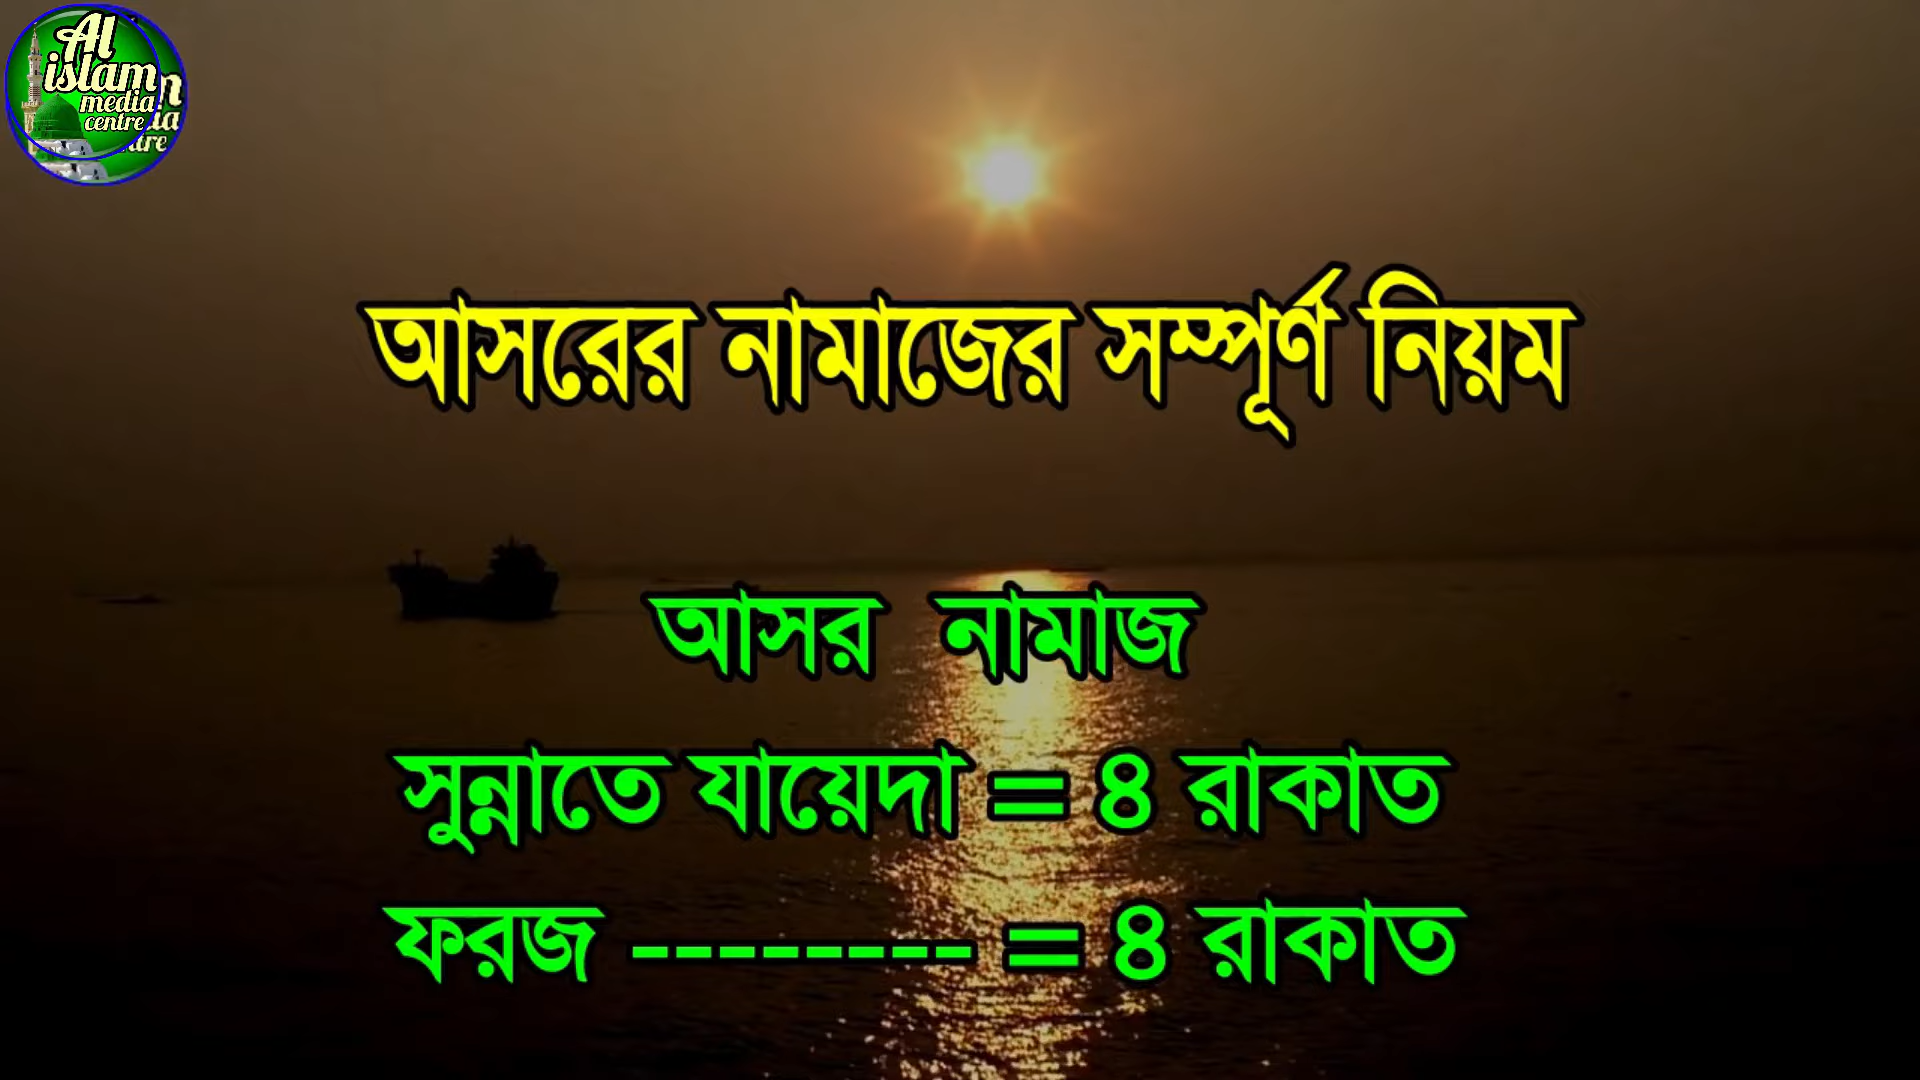 Al
islam
media
centre
আসরের নামাজের সম্পূর্ণ নিয়ম
আসর নামাজ
সুন্নাতে যায়েদা = ৪ রাকাত
ফরজ -------- = ৪ রাকাত